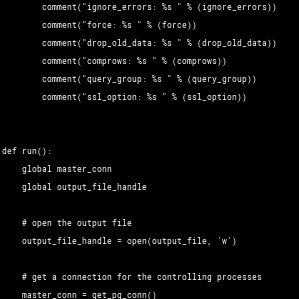 comment("ignore_errors: %s " % (ignore_errors))
comment("force: %s " % (force))
comment("drop_old_data: %s " % (drop_old_data))
comment("comprows: %s " % (comprows))
comment("query_group: %s " % (query_group))
comment("ssl_option: %s " % (ssl_option))
def run():
global master_conn
global output_file_handle
# open the output file
output_file_handle = open(output_file, 'w')
# get a connection for the controlling processes
master_conn = get_pg_conn()